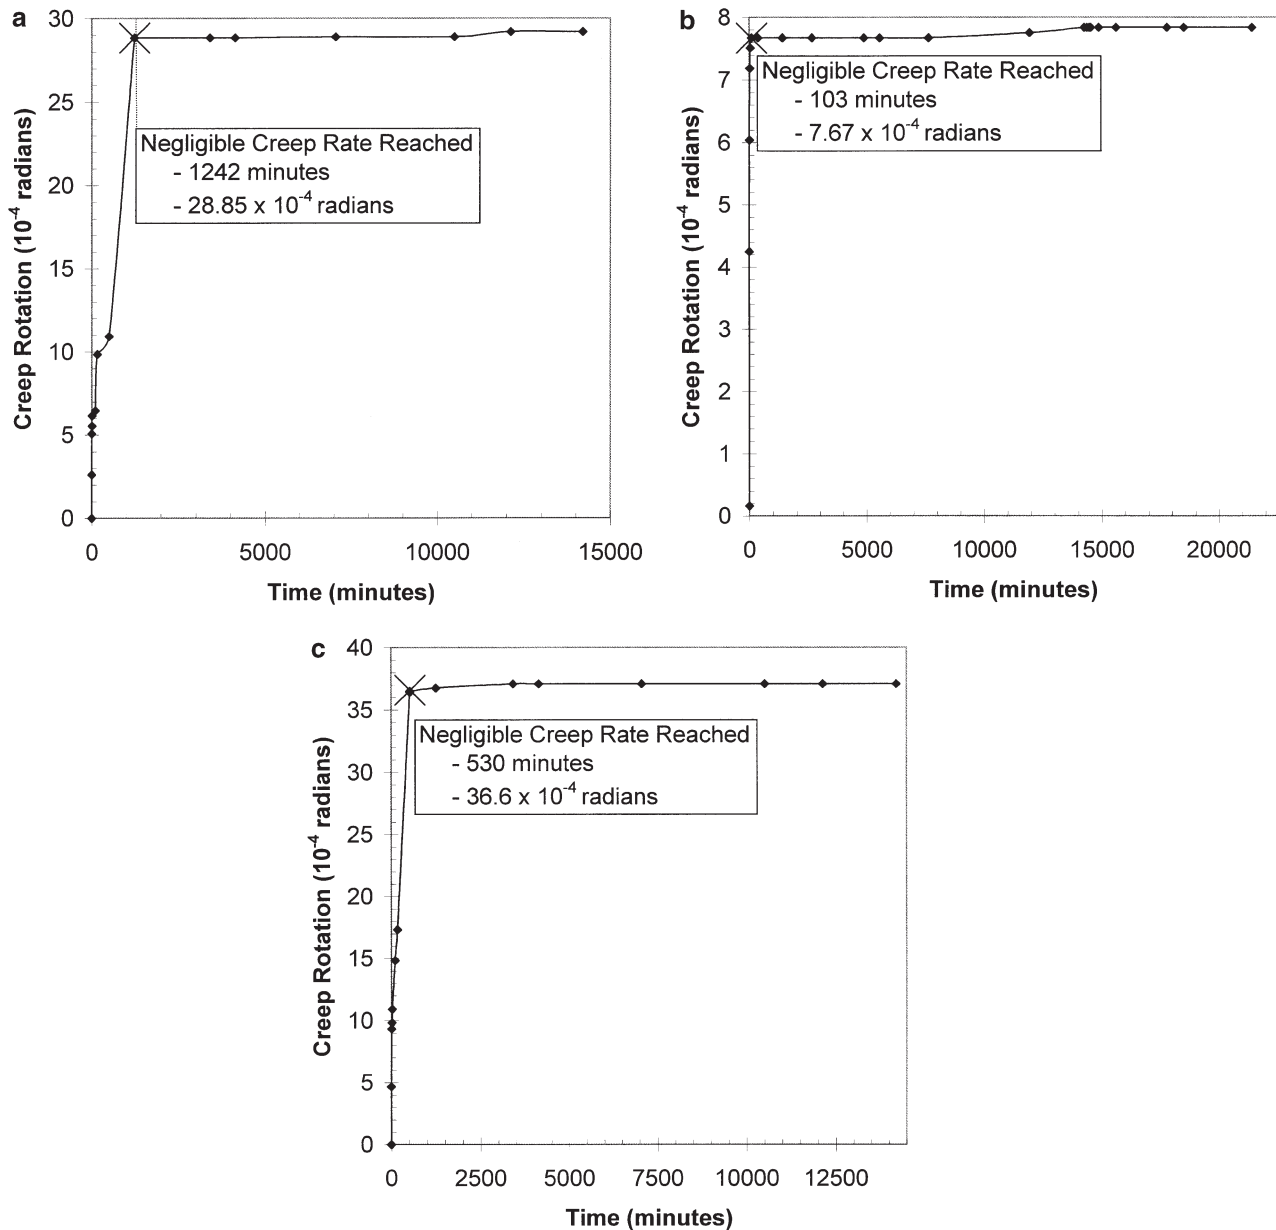 a
30
25
20
15
10
5
0
Creep Rotation (10⁻⁴ radians)
Negligible Creep Rate Reached
- 1242 minutes
- 28.85 x 10⁻⁴ radians
0 5000 10000 15000
Time (minutes)
b
8
7
6
5
4
3
2
1
0
Creep Rotation (10⁻⁴ radians)
Negligible Creep Rate Reached
- 103 minutes
- 7.67 x 10⁻⁴ radians
0 5000 10000 15000 20000
Time (minutes)
c
40
35
30
25
20
15
10
5
0
Creep Rotation (10⁻⁴ radians)
Negligible Creep Rate Reached
- 530 minutes
- 36.6 x 10⁻⁴ radians
0 2500 5000 7500 10000 12500
Time (minutes)